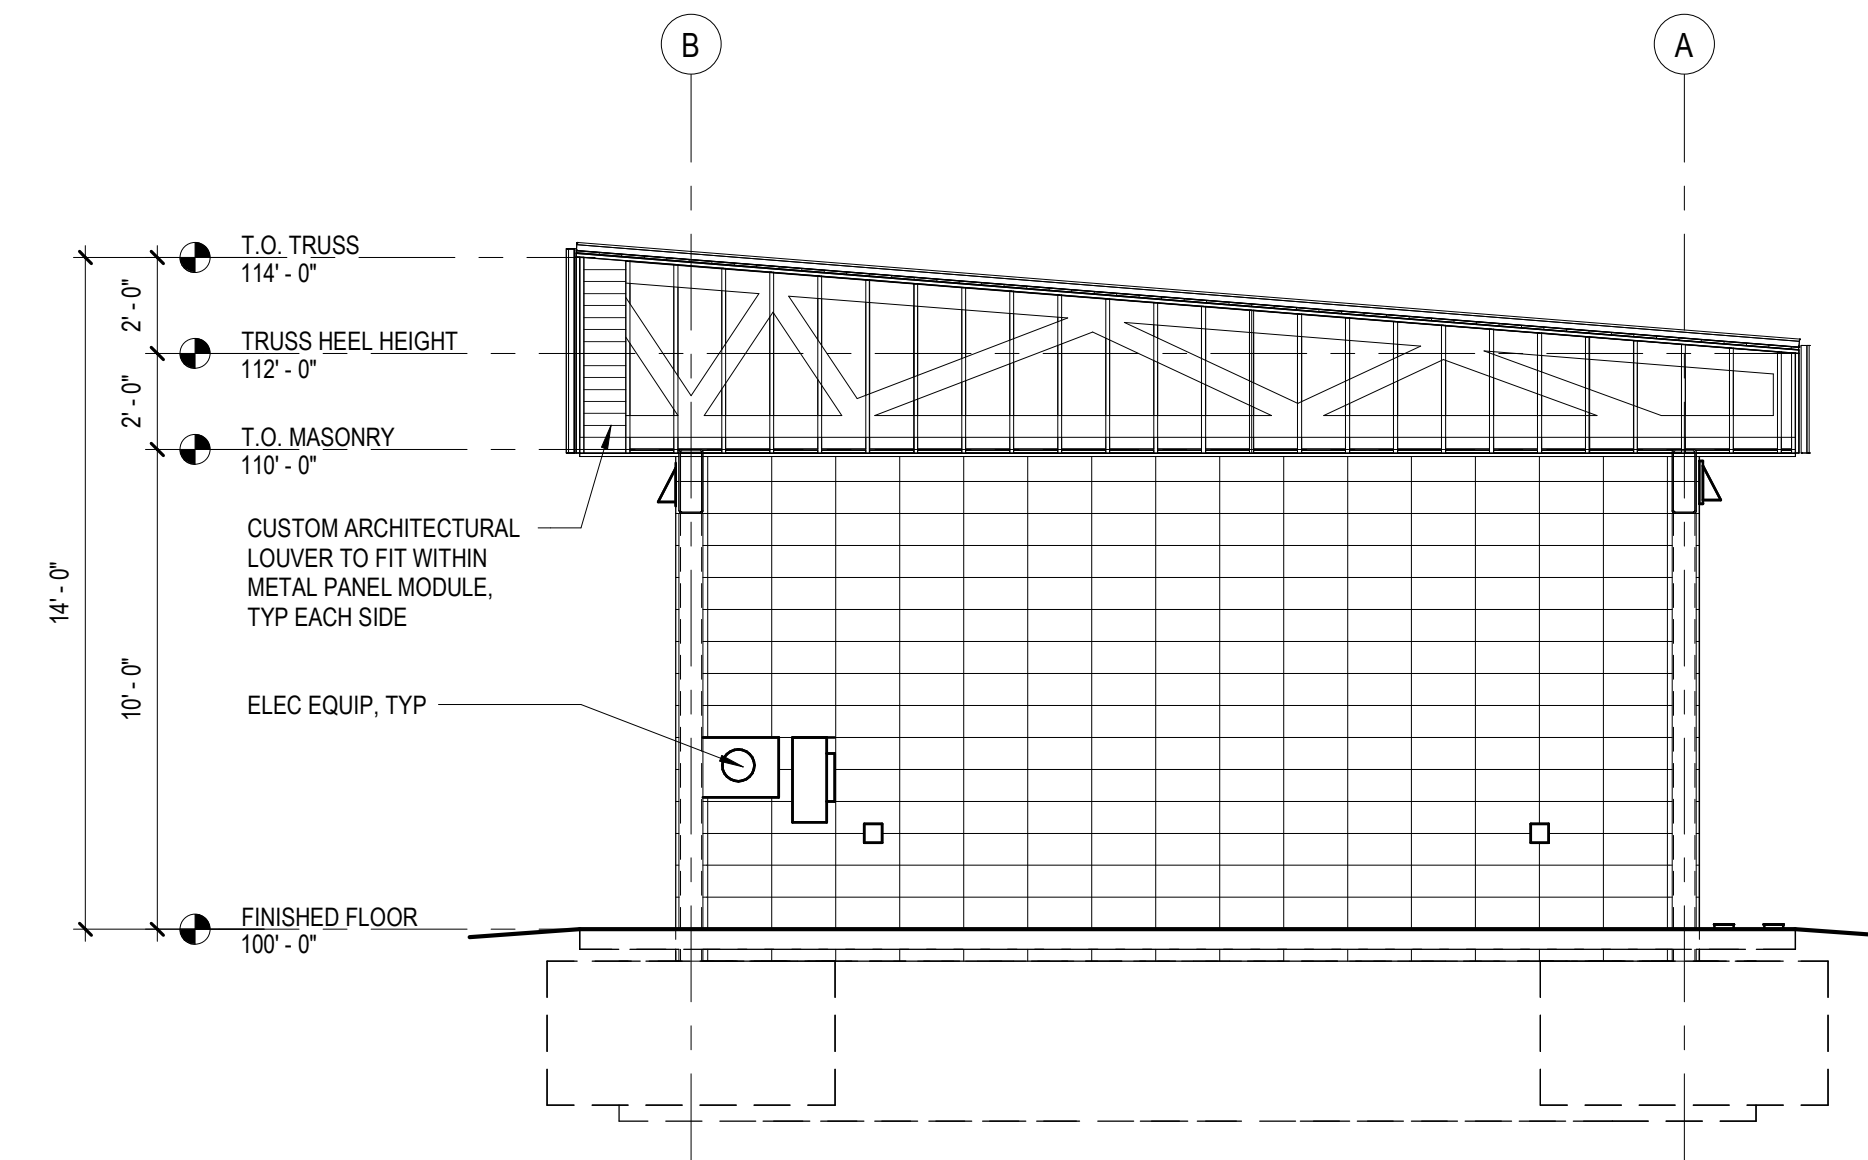 B
A
T.O. TRUSS
114' - 0"
2' - 0"
TRUSS HEEL HEIGHT
112' - 0"
2' - 0"
T.O. MASONRY
110' - 0"
CUSTOM ARCHITECTURAL
LOUVER TO FIT WITHIN
METAL PANEL MODULE,
TYP EACH SIDE
14' - 0"
10' - 0"
ELEC EQUIP, TYP
FINISHED FLOOR
100' - 0"